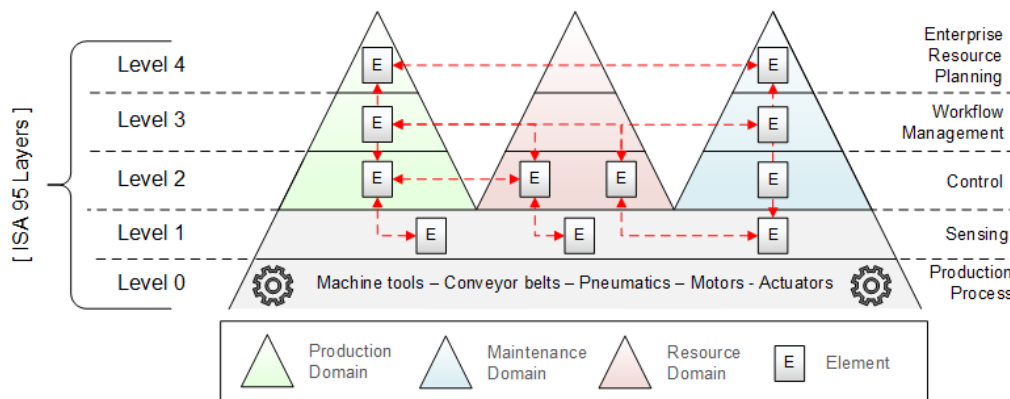 [ ISA 95 Layers ]
Level 4
E
E
Enterprise
Resource
Planning
Level 3
E
E
Workflow
Management
Level 2
E
E
E
E
Control
Level 1
E
E
E
Sensing
Level 0
Machine tools – Conveyor belts – Pneumatics – Motors - Actuators
Production
Process
Production
Domain
Maintenance
Domain
Resource
Domain
E
Element